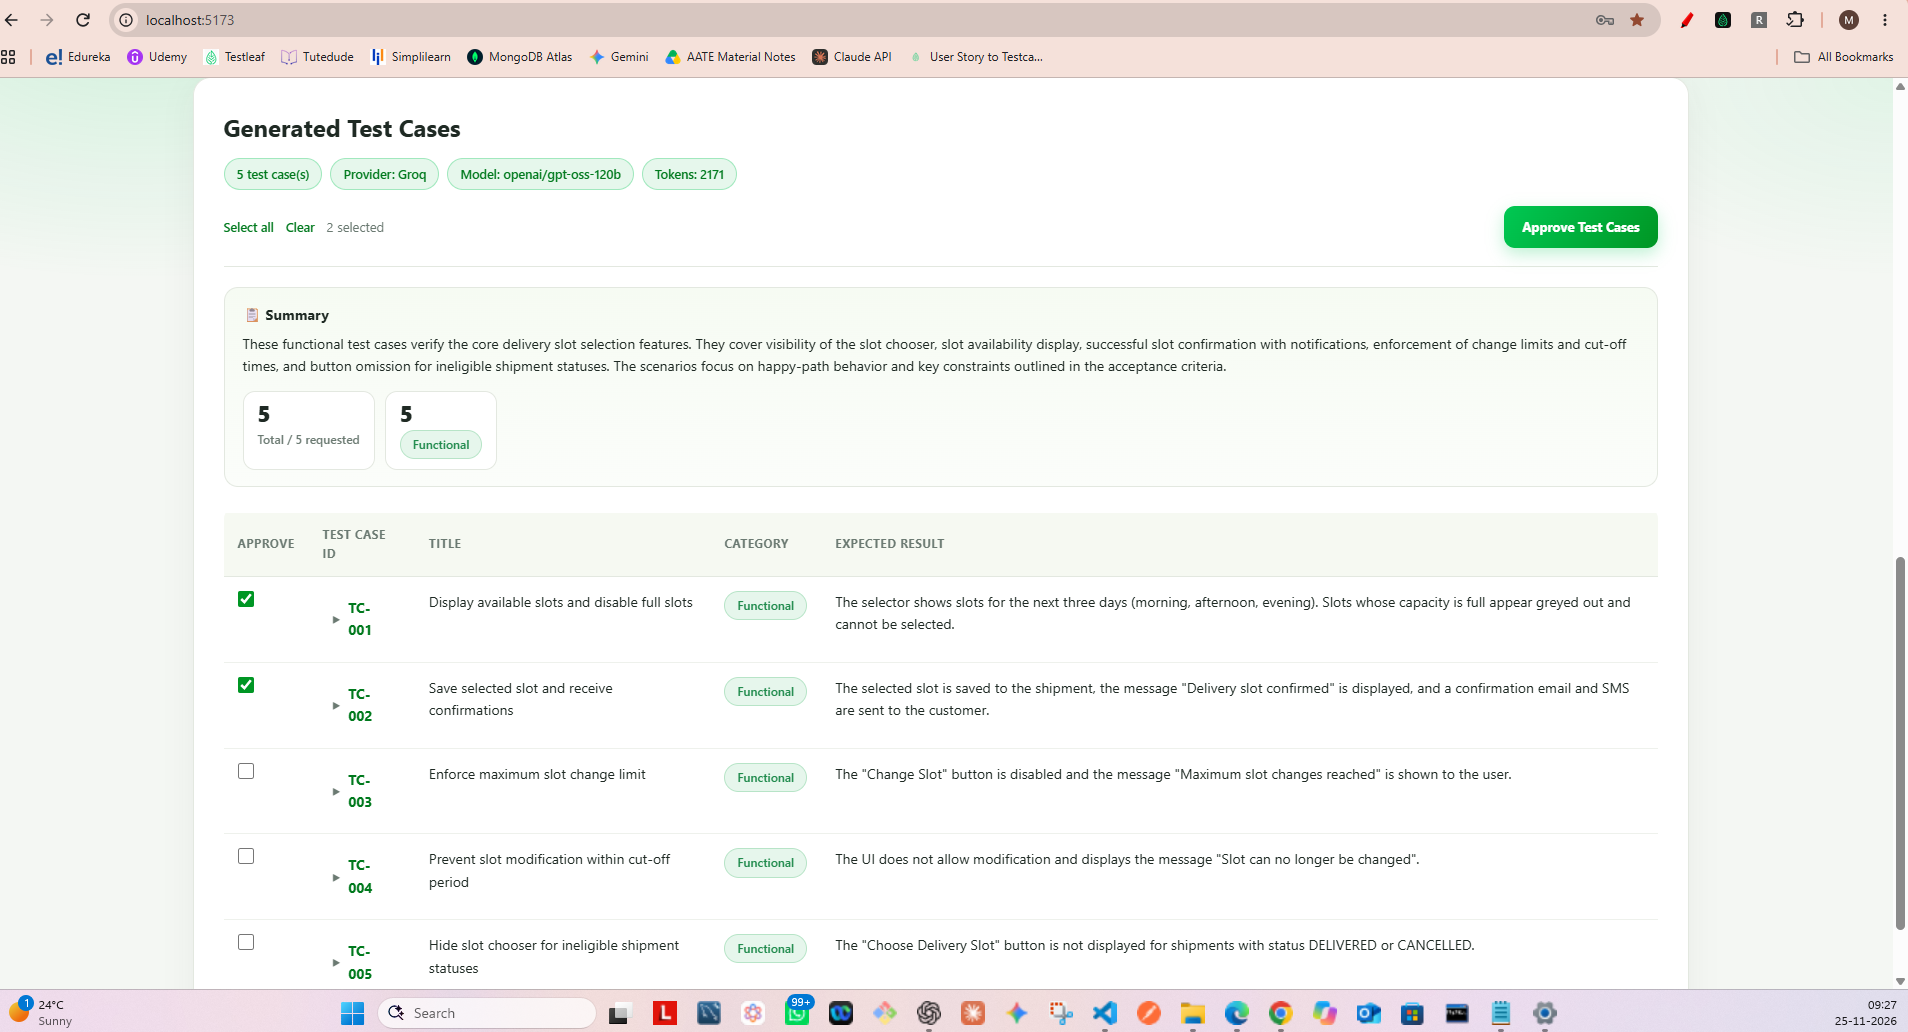 localhost:5173
R
M
e! Edureka
Udemy
Testleaf
Tutedude
Simplilearn
MongoDB Atlas
Gemini
AATE Material Notes
Claude API
User Story to Testca...
All Bookmarks
Generated Test Cases
5 test case(s)
Provider: Groq
Model: openai/gpt-oss-120b
Tokens: 2171
Select all
Clear
2 selected
Approve Test Cases
Summary
These functional test cases verify the core delivery slot selection features. They cover visibility of the slot chooser, slot availability display, successful slot confirmation with notifications, enforcement of change limits and cut-off
times, and button omission for ineligible shipment statuses. The scenarios focus on happy-path behavior and key constraints outlined in the acceptance criteria.
5
Total / 5 requested
5
Functional
APPROVE
TEST CASE
ID
TITLE
CATEGORY
EXPECTED RESULT
TC-
001
Display available slots and disable full slots
Functional
The selector shows slots for the next three days (morning, afternoon, evening). Slots whose capacity is full appear greyed out and
cannot be selected.
TC-
002
Save selected slot and receive
confirmations
Functional
The selected slot is saved to the shipment, the message "Delivery slot confirmed" is displayed, and a confirmation email and SMS
are sent to the customer.
TC-
003
Enforce maximum slot change limit
Functional
The "Change Slot" button is disabled and the message "Maximum slot changes reached" is shown to the user.
TC-
004
Prevent slot modification within cut-off
period
Functional
The UI does not allow modification and displays the message "Slot can no longer be changed".
TC-
005
Hide slot chooser for ineligible shipment
statuses
Functional
The "Choose Delivery Slot" button is not displayed for shipments with status DELIVERED or CANCELLED.
1
24°C
Sunny
Search
L
99+
09:27
25-11-2026